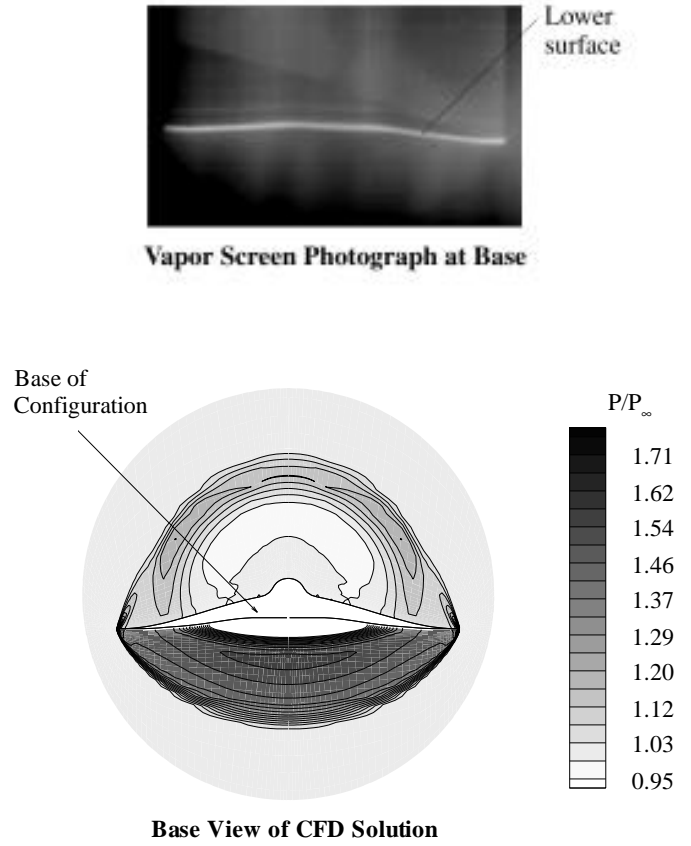 Lower
surface
Vapor Screen Photograph at Base
Base of
Configuration
P/P∞
1.71
1.62
1.54
1.46
1.37
1.29
1.20
1.12
1.03
0.95
Base View of CFD Solution